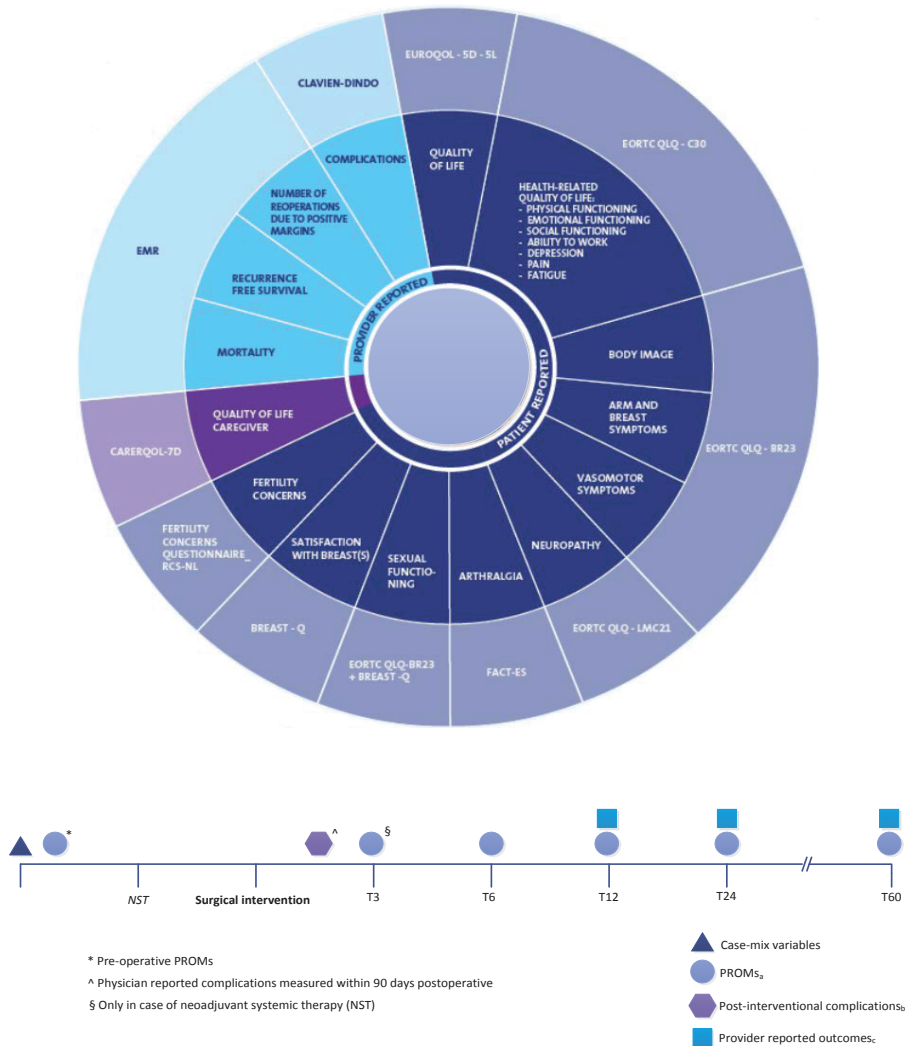 EUROQOL - 5D - 5L
CLAVIEN-DINDO
EORTC QLQ - C30
COMPLICATIONS
QUALITY
OF LIFE
NUMBER OF
REOPERATIONS
DUE TO POSITIVE
MARGINS
HEALTH-RELATED
QUALITY OF LIFE:
- PHYSICAL FUNCTIONING
- EMOTIONAL FUNCTIONING
- SOCIAL FUNCTIONING
- ABILITY TO WORK
- DEPRESSION
- PAIN
- FATIGUE
EMR
RECURRENCE
FREE SURVIVAL
PROVIDER REPORTED
MORTALITY
BODY IMAGE
PATIENT REPORTED
ARM AND
BREAST
SYMPTOMS
QUALITY OF LIFE
CAREGIVER
CARERQOL-7D
EORTC QLQ - BR23
VASOMOTOR
SYMPTOMS
FERTILITY
CONCERNS
FERTILITY
CONCERNS
QUESTIONNAIRE_
RCS-NL
SATISFACTION
WITH BREAST(S)
SEXUAL
FUNCTIO-
NING
ARTHRALGIA
NEUROPATHY
BREAST - Q
EORTC QLQ-BR23
+ BREAST -Q
FACT-ES
EORTC QLQ - LMC21
*
^
§
NST
Surgical intervention
T3
T6
T12
T24
T60
* Pre-operative PROMs
^ Physician reported complications measured within 90 days postoperative
§ Only in case of neoadjuvant systemic therapy (NST)
Case-mix variables
PROMsₐ
Post-interventional complications_b
Provider reported outcomes_c